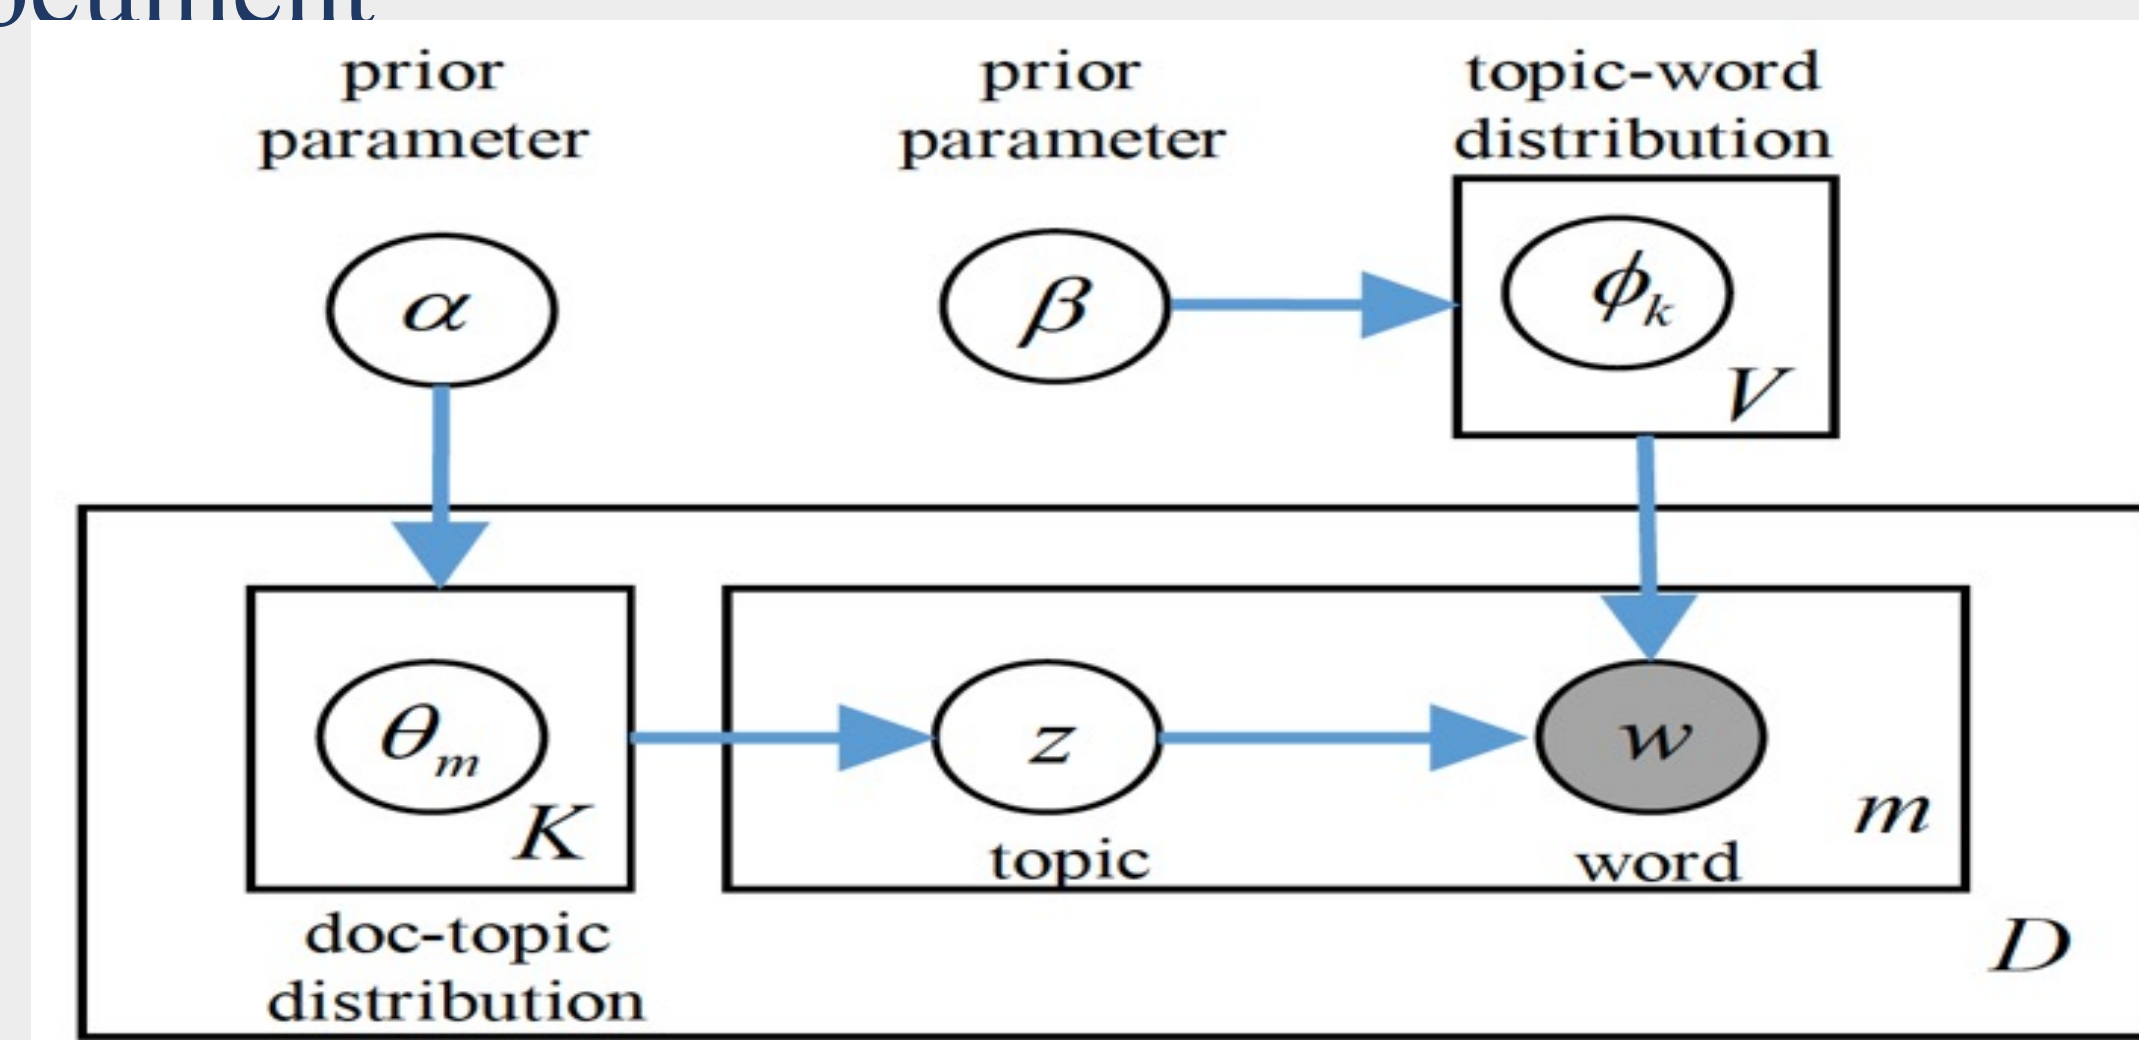 prior
parameter
prior
parameter
topic-word
distribution
α
β
ϕk
V
θm
K
z
w
m
topic
word
D
doc-topic
distribution